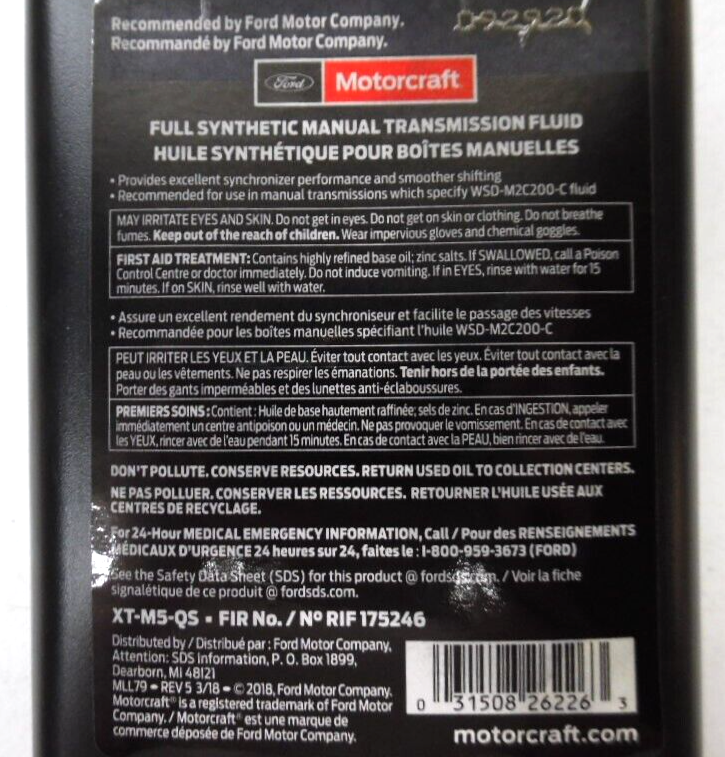 Recommended by Ford Motor Company.
Recommandé by Ford Motor Company.
092920
Ford Motorcraft
FULL SYNTHETIC MANUAL TRANSMISSION FLUID
HUILE SYNTHÉTIQUE POUR BOÎTES MANUELLES
• Provides excellent synchronizer performance and smoother shifting
• Recommended for use in manual transmissions which specify WSD-M2C200-C fluid
MAY IRRITATE EYES AND SKIN. Do not get in eyes. Do not get on skin or clothing. Do not breathe
fumes. Keep out of the reach of children. Wear impervious gloves and chemical goggles.
FIRST AID TREATMENT: Contains highly refined base oil; zinc salts. If SWALLOWED, call a Poison
Control Centre or doctor immediately. Do not induce vomiting. If in EYES, rinse with water for 15
minutes. If on SKIN, rinse well with water.
• Assure un excellent rendement du synchroniseur et facilite le passage des vitesses
• Recommandée pour les boîtes manuelles spécifiant l'huile WSD-M2C200-C
PEUT IRRITER LES YEUX ET LA PEAU. Éviter tout contact avec les yeux. Éviter tout contact avec la
peau ou les vêtements. Ne pas respirer les émanations. Tenir hors de la portée des enfants.
Porter des gants imperméables et des lunettes anti-éclaboussures.
PREMIERS SOINS : Contient : Huile de base hautement raffinée; sels de zinc. En cas d'INGESTION, appeler
immédiatement un centre antipoison ou un médecin. Ne pas provoquer le vomissement. En cas de contact avec
les YEUX, rincer avec de l'eau pendant 15 minutes. En cas de contact avec la PEAU, bien rincer avec de l'eau.
DON'T POLLUTE. CONSERVE RESOURCES. RETURN USED OIL TO COLLECTION CENTERS.
NE PAS POLLUER. CONSERVER LES RESSOURCES. RETOURNER L'HUILE USÉE AUX
CENTRES DE RECYCLAGE.
For 24-Hour MEDICAL EMERGENCY INFORMATION, Call / Pour des RENSEIGNEMENTS
MÉDICAUX D'URGENCE 24 heures sur 24, faites le : 1-800-959-3673 (FORD)
See the Safety Data Sheet (SDS) for this product @ fordsds.com. / Voir la fiche
signalétique de ce produit @ fordsds.com.
XT-M5-QS • FIR No. / Nº RIF 175246
Distributed by / Distribué par : Ford Motor Company,
Attention: SDS Information, P. O. Box 1899,
Dearborn, MI 48121
MLL79 – REV 5 3/18 – © 2018, Ford Motor Company.
Motorcraft® is a registered trademark of Ford Motor
Company. / Motorcraft® est une marque de
commerce déposée de Ford Motor Company.
0 31508 26226 3
motorcraft.com